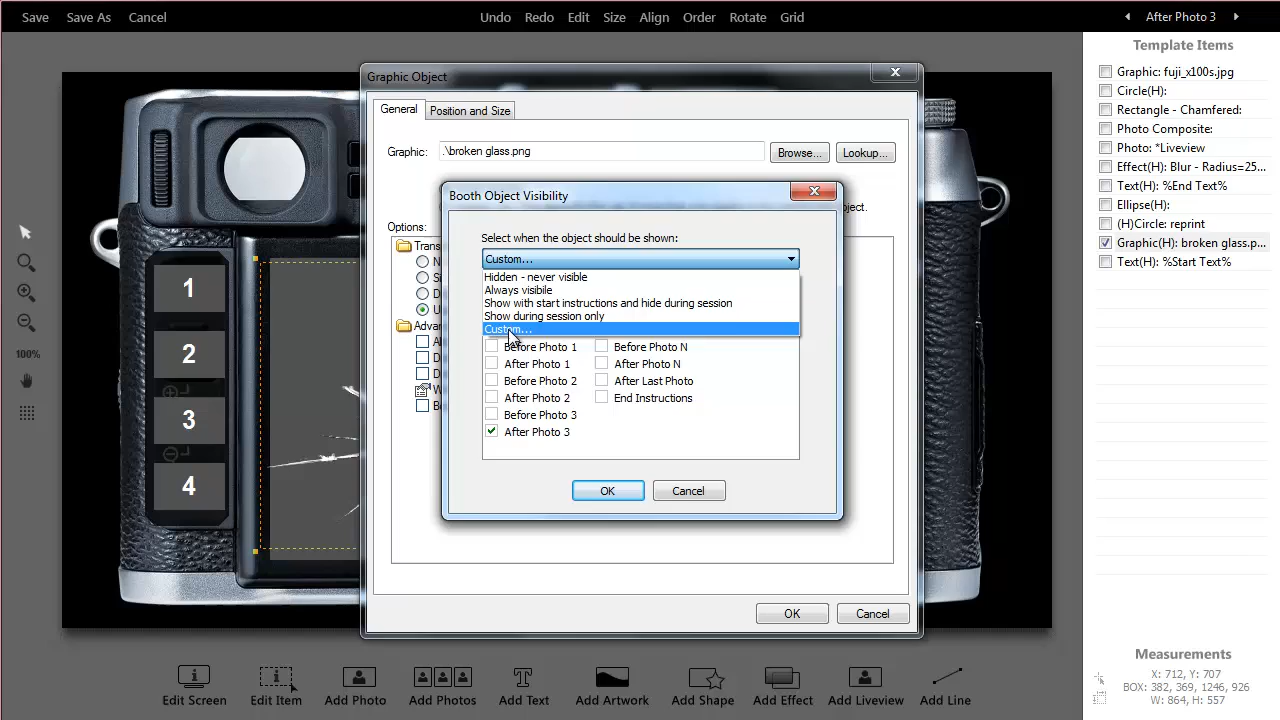 Save Save As Cancel Undo Redo Edit Size Align Order Rotate Grid After Photo 3
Template Items
Graphic: fuji_x100s.jpg
Circle(H):
Rectangle - Chamfered:
Photo Composite:
Photo: *Liveview
Effect(H): Blur - Radius=25...
Text(H): %End Text%
Ellipse(H):
(H)Circle: reprint
Graphic(H): broken glass.p...
Text(H): %Start Text%
Graphic Object
General Position and Size
Graphic: .\broken glass.png Browse... Lookup...
Options:
Booth Object Visibility
Select when the object should be shown:
Custom...
Hidden - never visible
Always visibile
Show with start instructions and hide during session
Show during session only
Custom...
Before Photo 1 Before Photo N
After Photo 1 After Photo N
Before Photo 2 After Last Photo
After Photo 2 End Instructions
Before Photo 3
After Photo 3
OK Cancel
OK Cancel
100%
1
2
3
4
Measurements
X: 712, Y: 707
BOX: 382, 369, 1246, 926
W: 864, H: 557
Edit Screen Edit Item Add Photo Add Photos Add Text Add Artwork Add Shape Add Effect Add Liveview Add Line